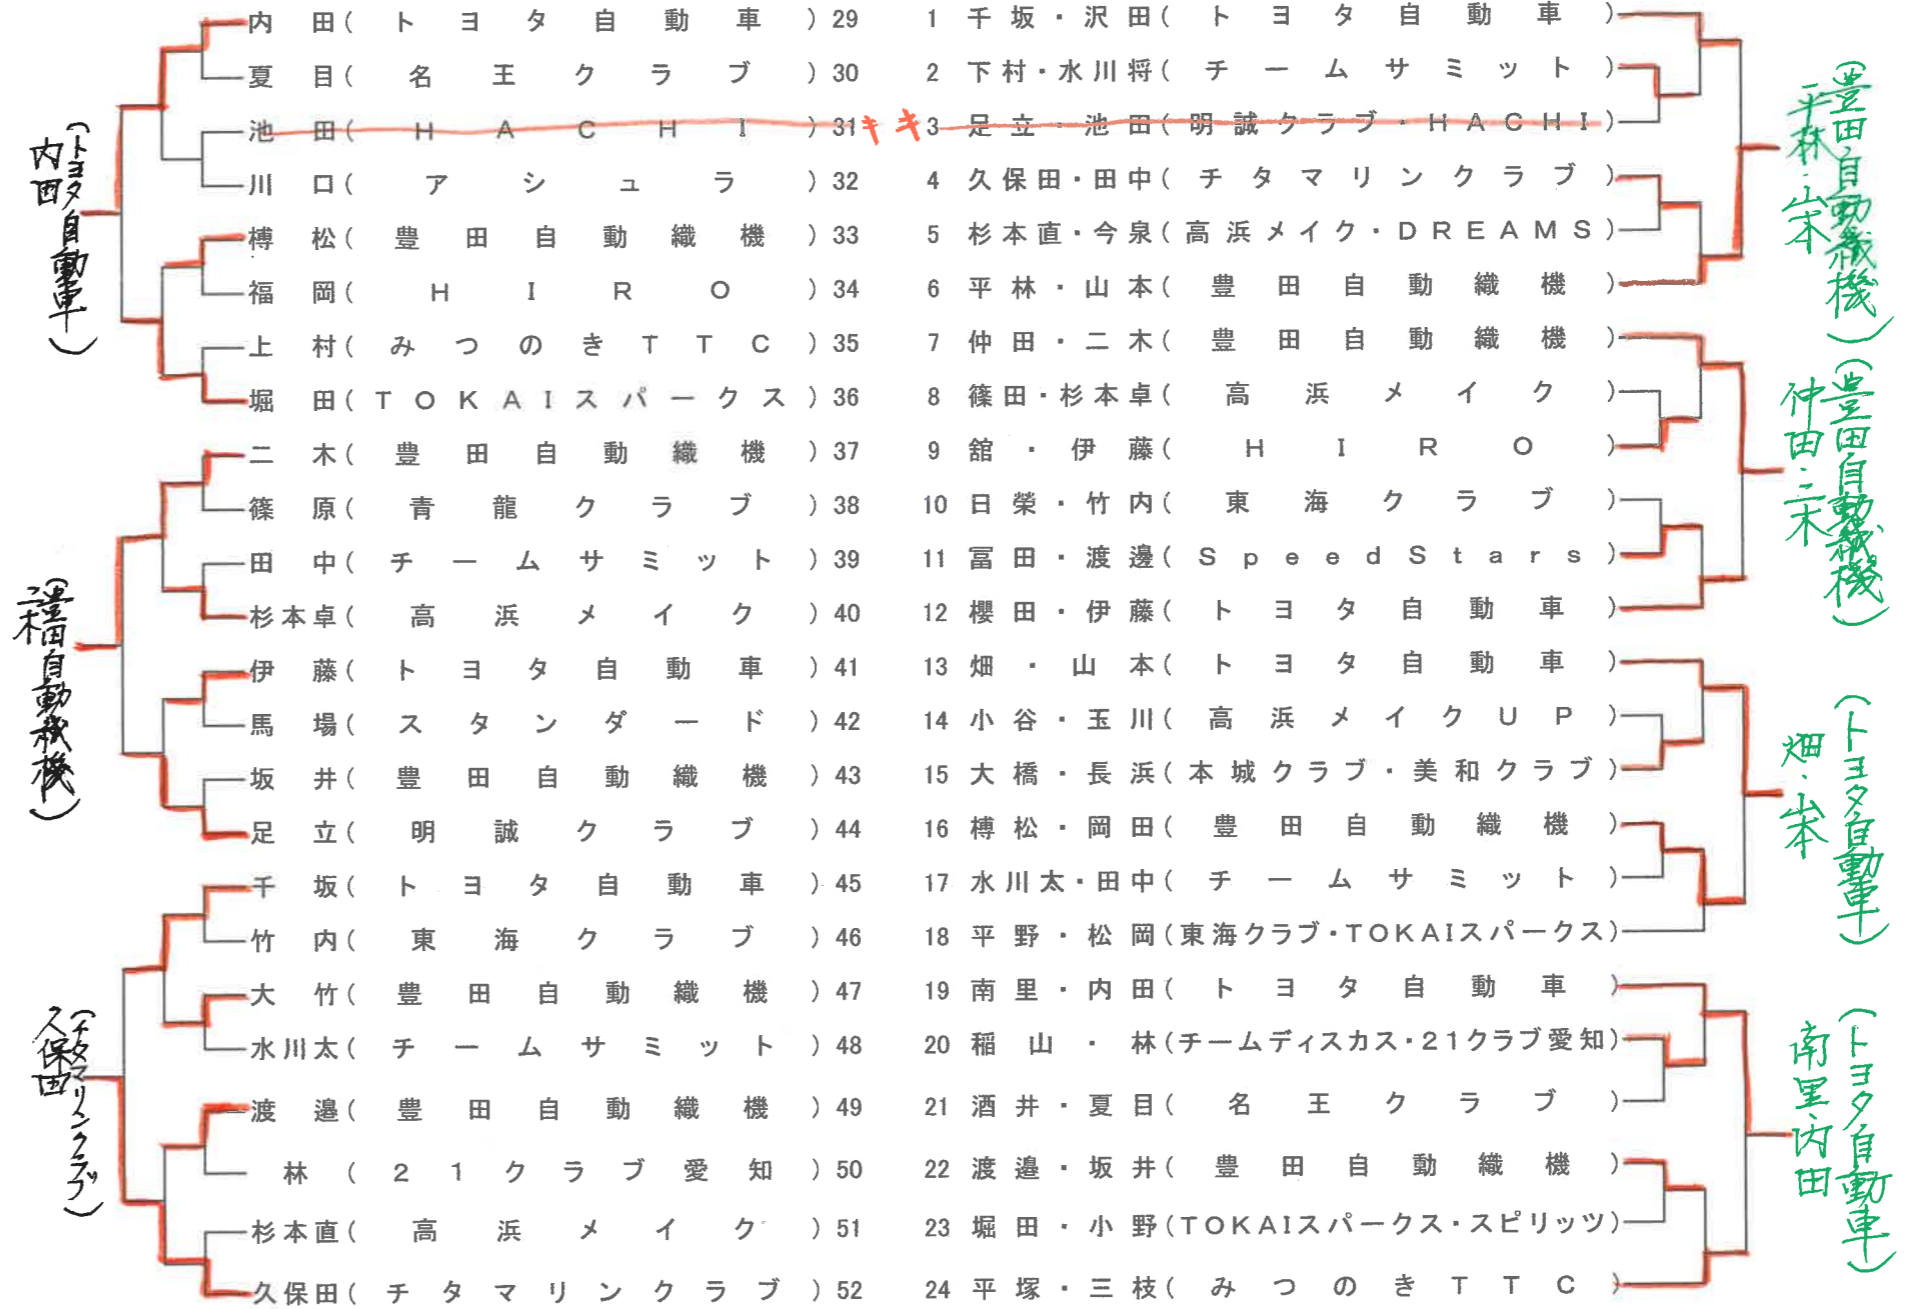 内田(トヨタ自動車)29
夏目(名王クラブ)30
池田(HACHI)31キ
川口(アシュラ)32
榑松(豊田自動織機)33
福岡(HIRO)34
上村(みつのきTTC)35
堀田(TOKAIスパークス)36
二木(豊田自動織機)37
篠原(青龍クラブ)38
田中(チームサミット)39
杉本卓(高浜メイク)40
伊藤(トヨタ自動車)41
馬場(スタンダード)42
坂井(豊田自動織機)43
足立(明誠クラブ)44
千坂(トヨタ自動車)45
竹内(東海クラブ)46
大竹(豊田自動織機)47
水川太(チームサミット)48
渡邉(豊田自動織機)49
林(21クラブ愛知)50
杉本直(高浜メイク)51
久保田(チタマリンクラブ)52
(トヨタ自動車)
内田
(豊田自動織機)
二木
(チタマリンクラブ)
久保田
1 千坂・沢田(トヨタ自動車)
2 下村・水川将(チームサミット)
キ3 足立・池田(明誠クラブ・HACHI)
4 久保田・田中(チタマリンクラブ)
5 杉本直・今泉(高浜メイク・DREAMS)
6 平林・山本(豊田自動織機)
7 仲田・二木(豊田自動織機)
8 篠田・杉本卓(高浜メイク)
9 舘・伊藤(HIRO)
10 日榮・竹内(東海クラブ)
11 冨田・渡邊(SpeedStars)
12 櫻田・伊藤(トヨタ自動車)
13 畑・山本(トヨタ自動車)
14 小谷・玉川(高浜メイクUP)
15 大橋・長浜(本城クラブ・美和クラブ)
16 榑松・岡田(豊田自動織機)
17 水川太・田中(チームサミット)
18 平野・松岡(東海クラブ・TOKAIスパークス)
19 南里・内田(トヨタ自動車)
20 稲山・林(チームディスカス・21クラブ愛知)
21 酒井・夏目(名王クラブ)
22 渡邉・坂井(豊田自動織機)
23 堀田・小野(TOKAIスパークス・スピリッツ)
24 平塚・三枝(みつのきTTC)
(豊田自動織機)
平林・山本
(豊田自動織機)
仲田・二木
(トヨタ自動車)
畑・山本
(トヨタ自動車)
南里・内田